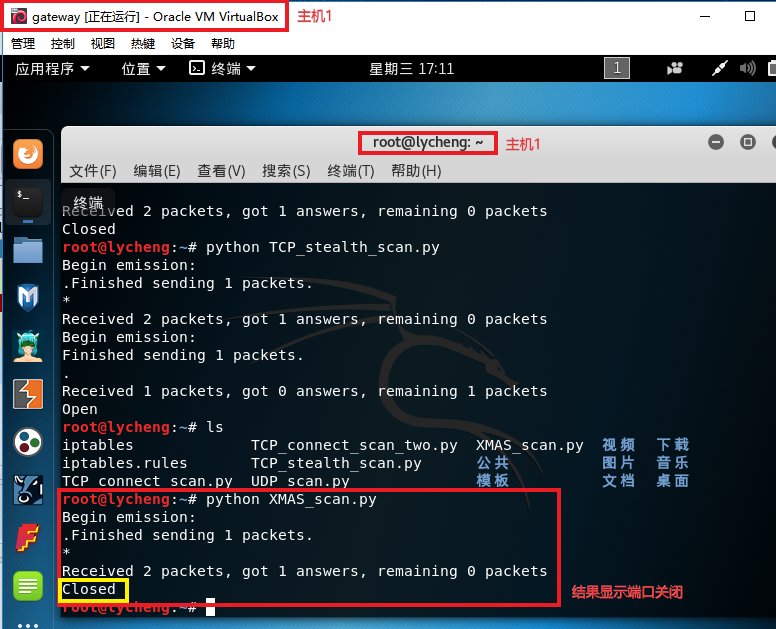 gateway [正在运行] - Oracle VM VirtualBox 主机1
管理 控制 视图 热键 设备 帮助
应用程序 位置 终端 星期三 17:11 1
root@lycheng: ~ 主机1
文件(F) 编辑(E) 查看(V) 搜索(S) 终端(T) 帮助(H)
终端
Received 2 packets, got 1 answers, remaining 0 packets
Closed
root@lycheng:~# python TCP_stealth_scan.py
Begin emission:
.Finished sending 1 packets.
*
Received 2 packets, got 1 answers, remaining 0 packets
Begin emission:
Finished sending 1 packets.
.
Received 1 packets, got 0 answers, remaining 1 packets
Open
root@lycheng:~# ls
iptables TCP_connect_scan_two.py XMAS_scan.py 视频 下载
iptables.rules TCP_stealth_scan.py 公共 图片 音乐
TCP_connect_scan.py UDP_scan.py 模板 文档 桌面
root@lycheng:~# python XMAS_scan.py
Begin emission:
.Finished sending 1 packets.
*
Received 2 packets, got 1 answers, remaining 0 packets
Closed 结果显示端口关闭
root@lycheng:~#